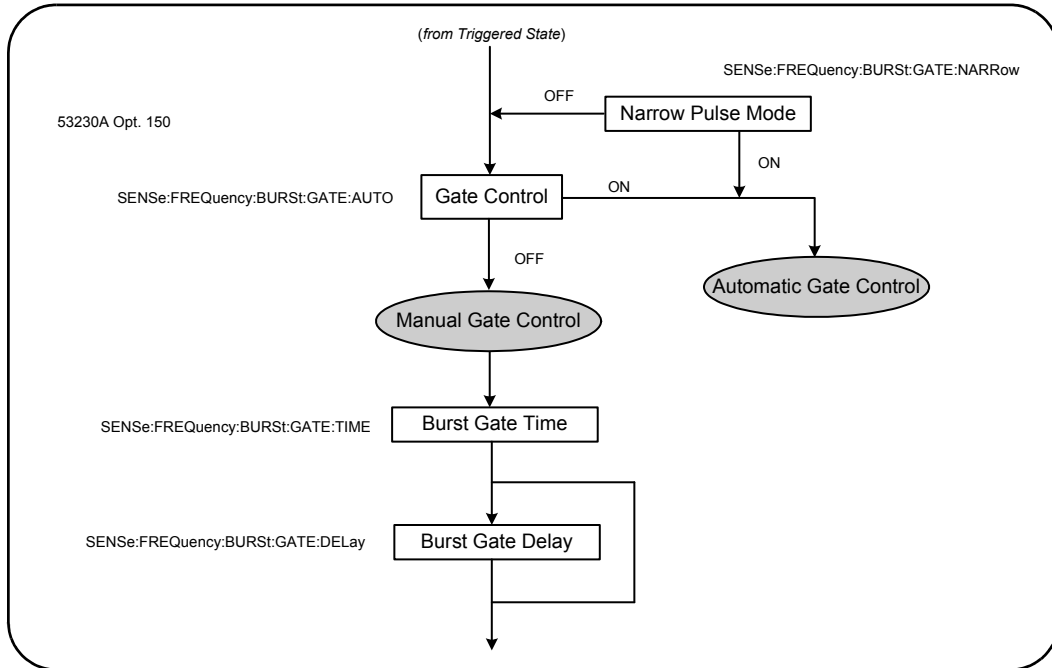 (from Triggered State)
SENSe:FREQuency:BURSt:GATE:NARRow
OFF
Narrow Pulse Mode
53230A Opt. 150
ON
SENSe:FREQuency:BURSt:GATE:AUTO
Gate Control
ON
OFF
Automatic Gate Control
Manual Gate Control
SENSe:FREQuency:BURSt:GATE:TIME
Burst Gate Time
SENSe:FREQuency:BURSt:GATE:DELay
Burst Gate Delay